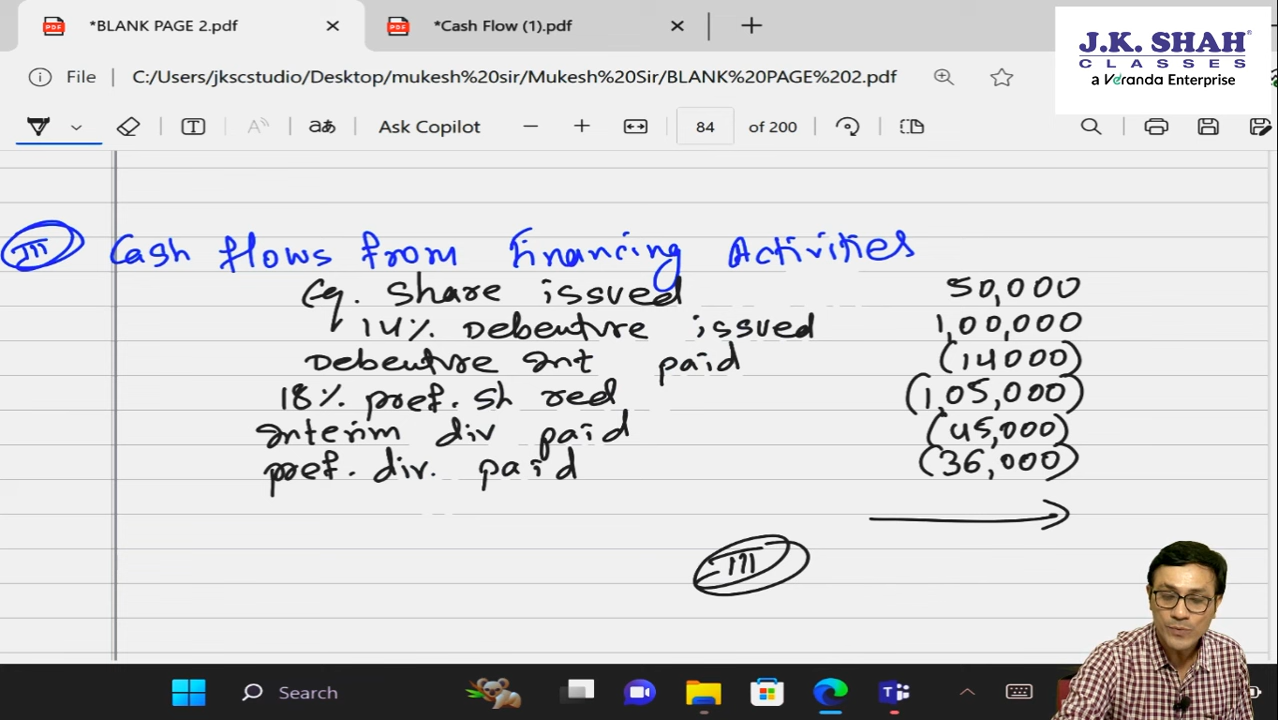 *BLANK PAGE 2.pdf
*Cash Flow (1).pdf
J.K. SHAH
CLASSES
a Veranda Enterprise
File
C:/Users/jkscstudio/Desktop/mukesh%20sir/Mukesh%20Sir/BLANK%20PAGE%202.pdf
Ask Copilot
84 of 200
III Cash flows from Financing Activities
Eq. share issued 50,000
14% Debenture issued 1,00,000
Debenture Int paid (14000)
18% pref. sh red (1,05,000)
Interim div paid (45,000)
pref. div. paid (36,000)
III
Search